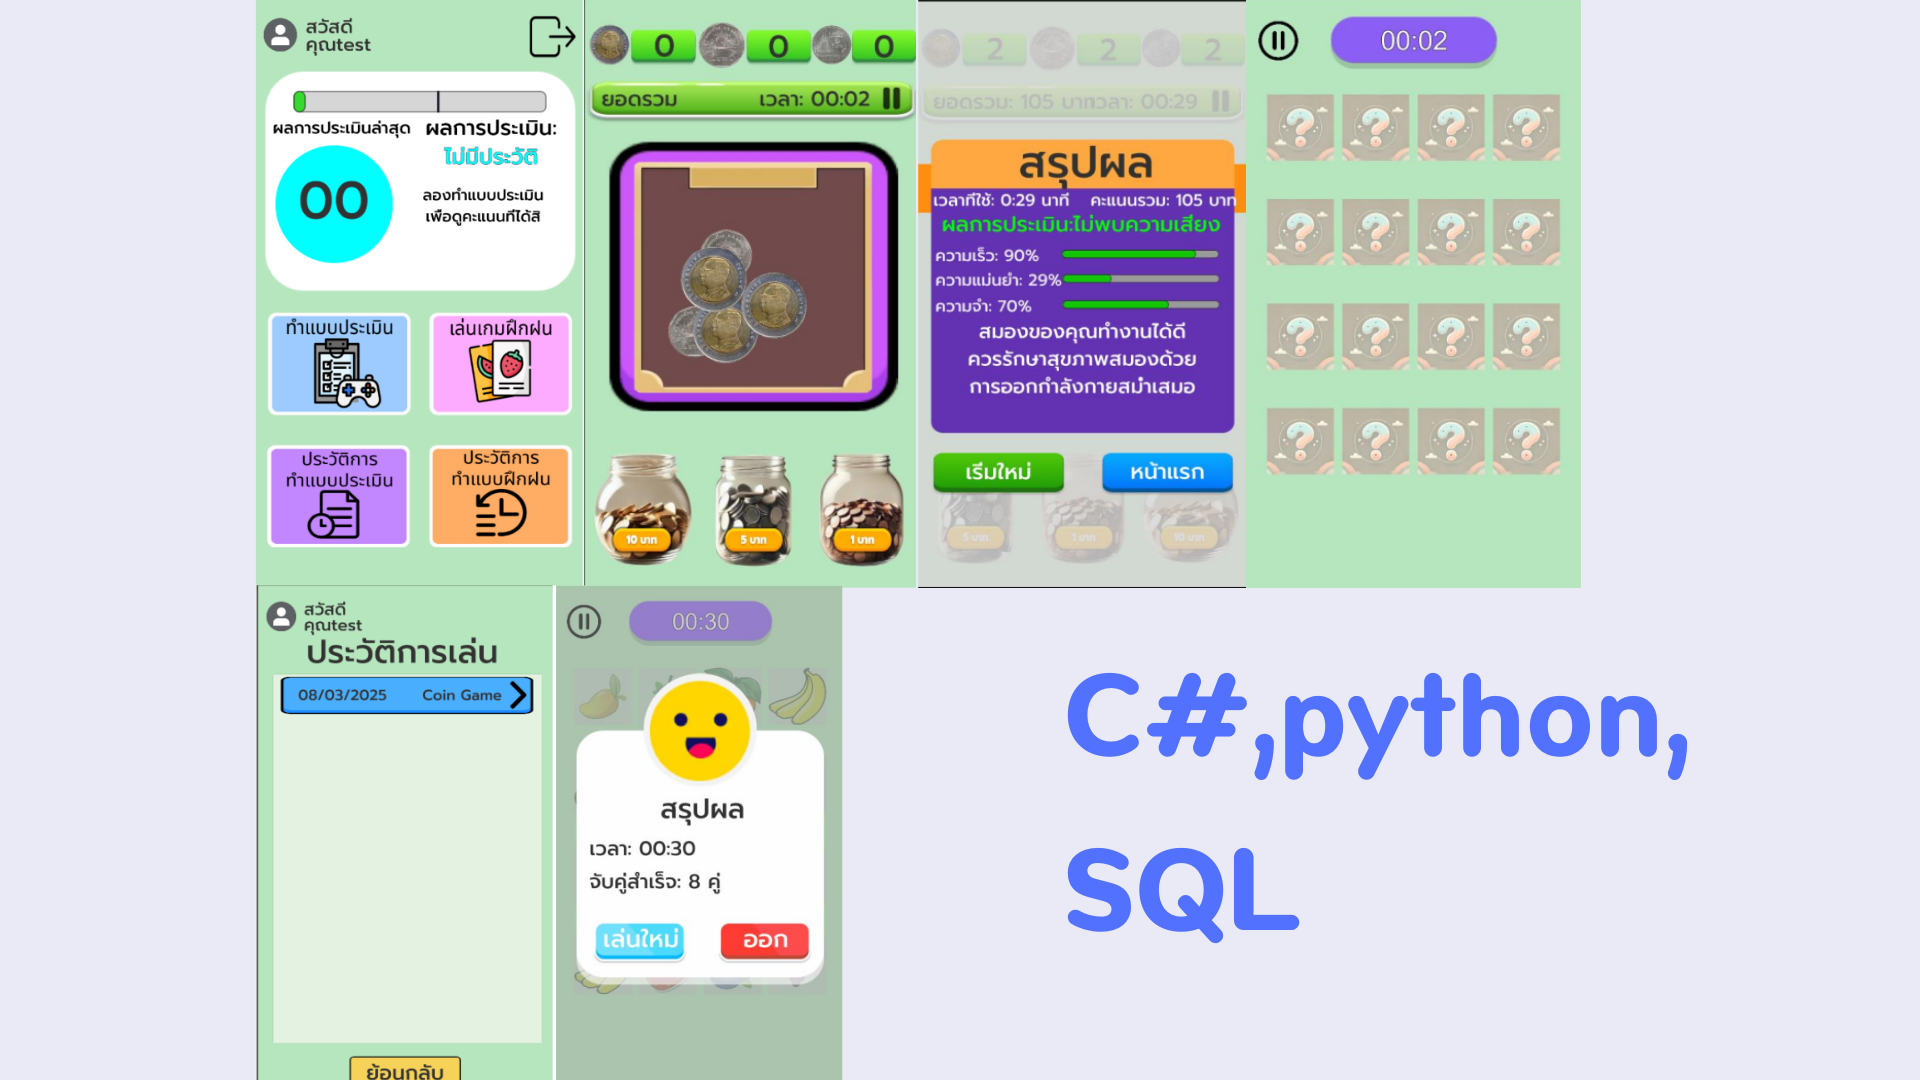 สวัสดี
คุณtest
ผลการประเมินล่าสุด
00
ผลการประเมิน:
ไม่มีประวัติ
ลองทำแบบประเมิน
เพื่อดูคะแนนที่ได้สิ
ทำแบบประเมิน
เล่นเกมฝึกฝน
ประวัติการ
ทำแบบประเมิน
ประวัติการ
ทำแบบฝึกฝน
0 0 0
ยอดรวม เวลา: 00:02
10 บาท 5 บาท 1 บาท
2 2 2
ยอดรวม: 105 บาทเวลา: 00:29
สรุปผล
เวลาที่ใช้: 0:29 นาที คะแนนรวม: 105 บาท
ผลการประเมิน:ไม่พบความเสี่ยง
ความเร็ว: 90%
ความแม่นยำ: 29%
ความจำ: 70%
สมองของคุณทำงานได้ดี
ควรรักษาสุขภาพสมองด้วย
การออกกำลังกายสม่ำเสมอ
เริ่มใหม่ หน้าแรก
5 บาท 1 บาท 10 บาท
00:02
สวัสดี
คุณtest
ประวัติการเล่น
08/03/2025 Coin Game
ย้อนกลับ
00:30
สรุปผล
เวลา: 00:30
จับคู่สำเร็จ: 8 คู่
เล่นใหม่ ออก
C#,python,
SQL